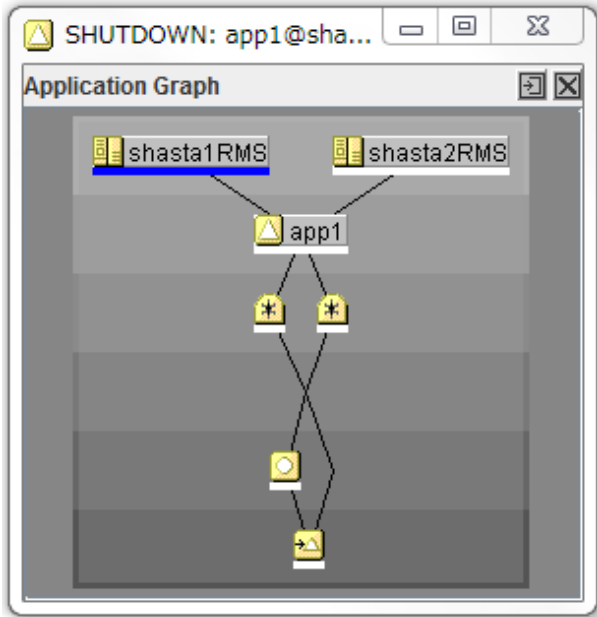 SHUTDOWN: app1@sha...
Application Graph
shasta1RMS
shasta2RMS
app1